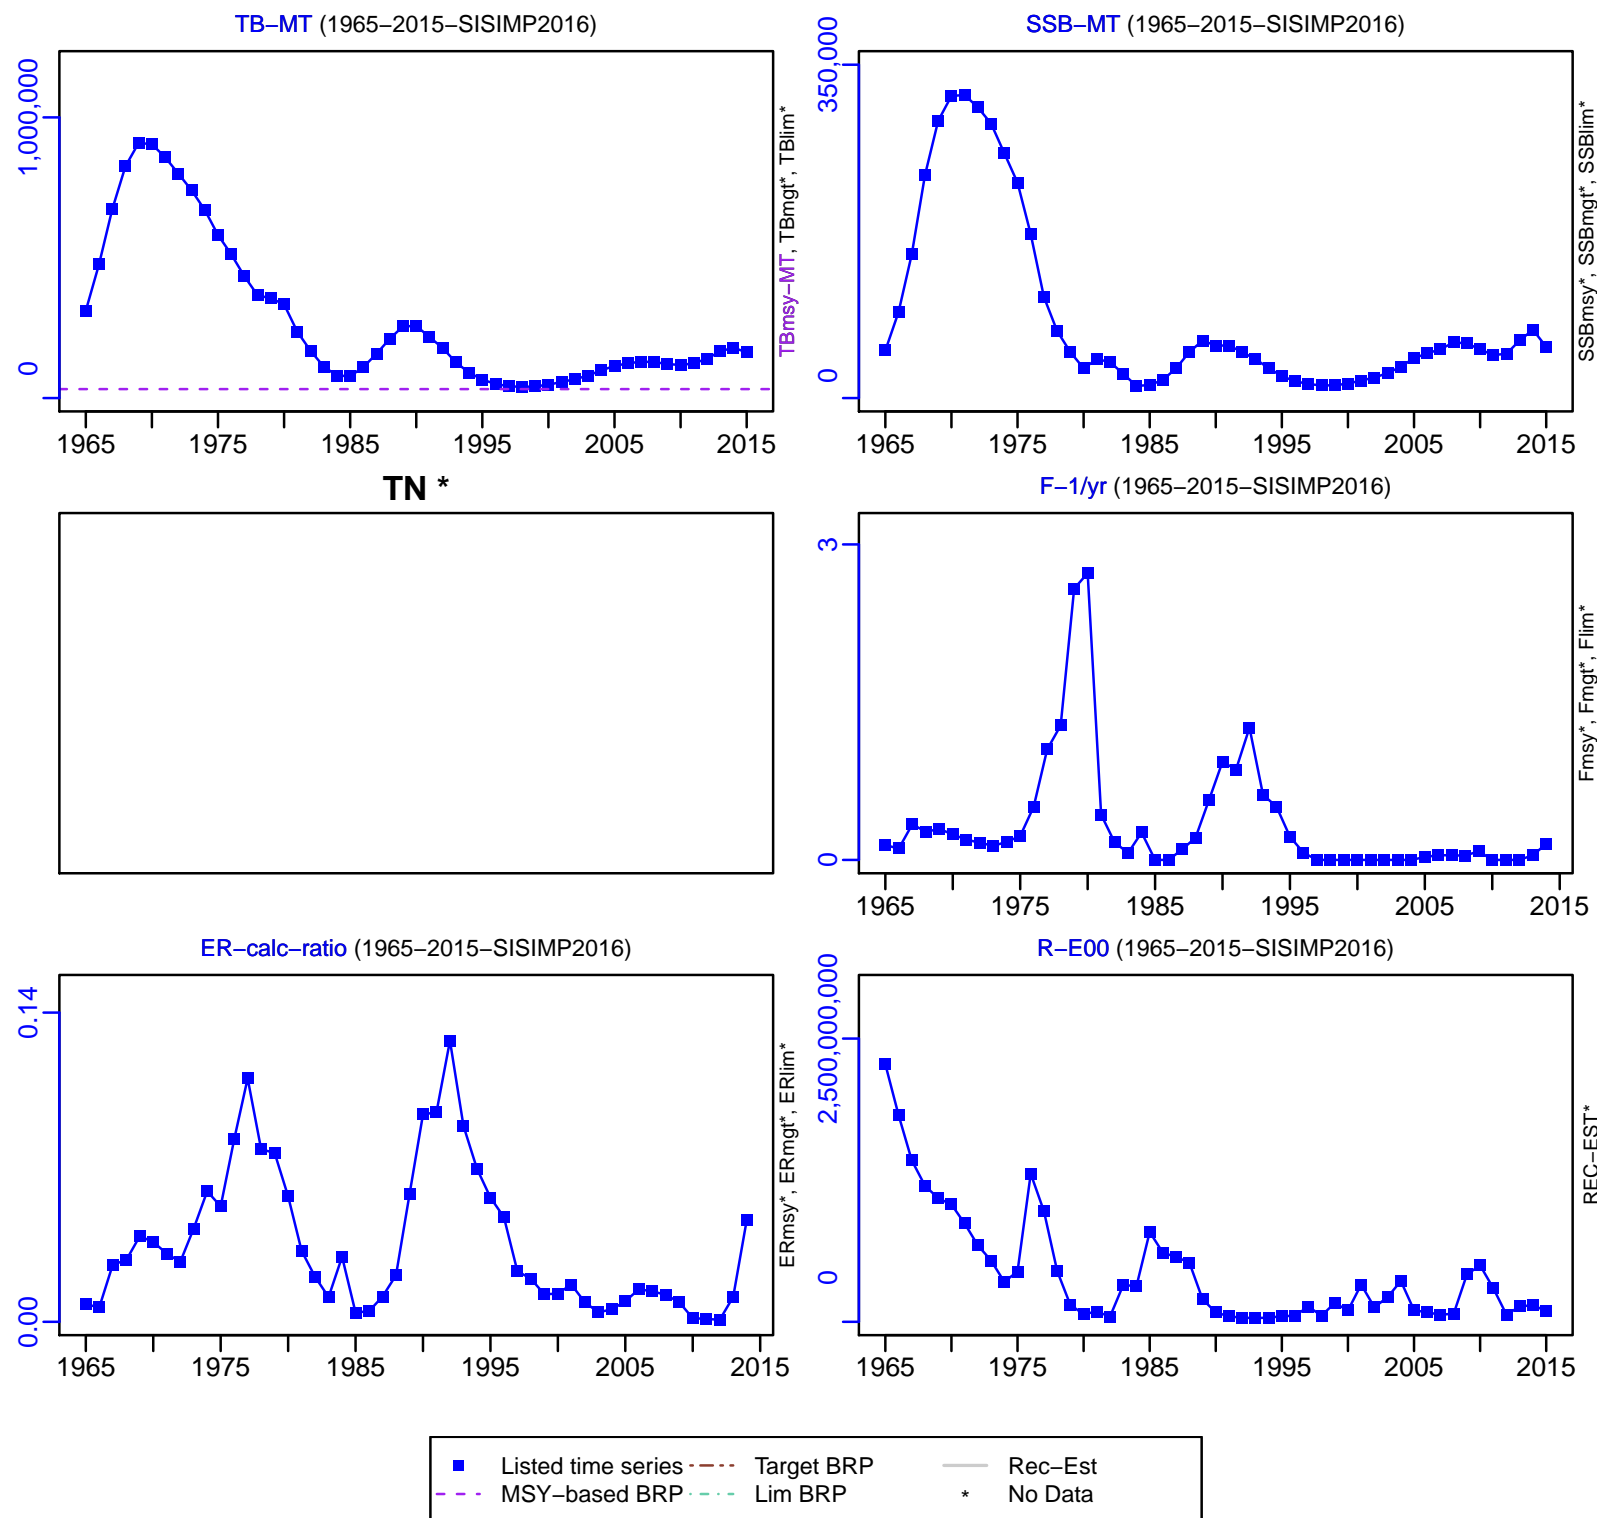 TB−MT (1965−2015−SISIMP2016)
1,000,000
0
TBmsy−MT, TBmgt*, TBlim*
1965 1975 1985 1995 2005 2015
SSB−MT (1965−2015−SISIMP2016)
350,000
0
SSBmsy*, SSBmgt*, SSBlim*
1965 1975 1985 1995 2005 2015
TN *
F−1/yr (1965−2015−SISIMP2016)
3
0
Fmsy*, Fmgt*, Flim*
1965 1975 1985 1995 2005 2015
ER−calc−ratio (1965−2015−SISIMP2016)
0.14
0.00
ERmsy*, ERmgt*, ERlim*
1965 1975 1985 1995 2005 2015
R−E00 (1965−2015−SISIMP2016)
2,500,000,000
0
REC−EST*
1965 1975 1985 1995 2005 2015
Listed time series Target BRP Rec−Est
MSY−based BRP Lim BRP * No Data